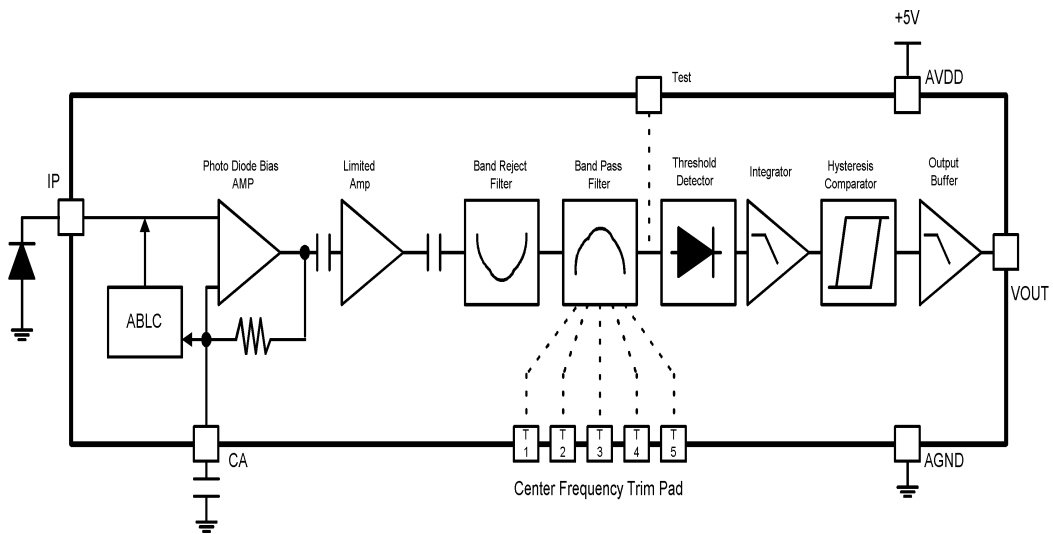 +5V
Test
AVDD
Photo Diode Bias
AMP
Limited
Amp
Band Reject
Filter
Band Pass
Filter
Threshold
Detector
Integrator
Hysteresis
Comparator
Output
Buffer
IP
ABLC
VOUT
CA
T
1
T
2
T
3
T
4
T
5
AGND
Center Frequency Trim Pad